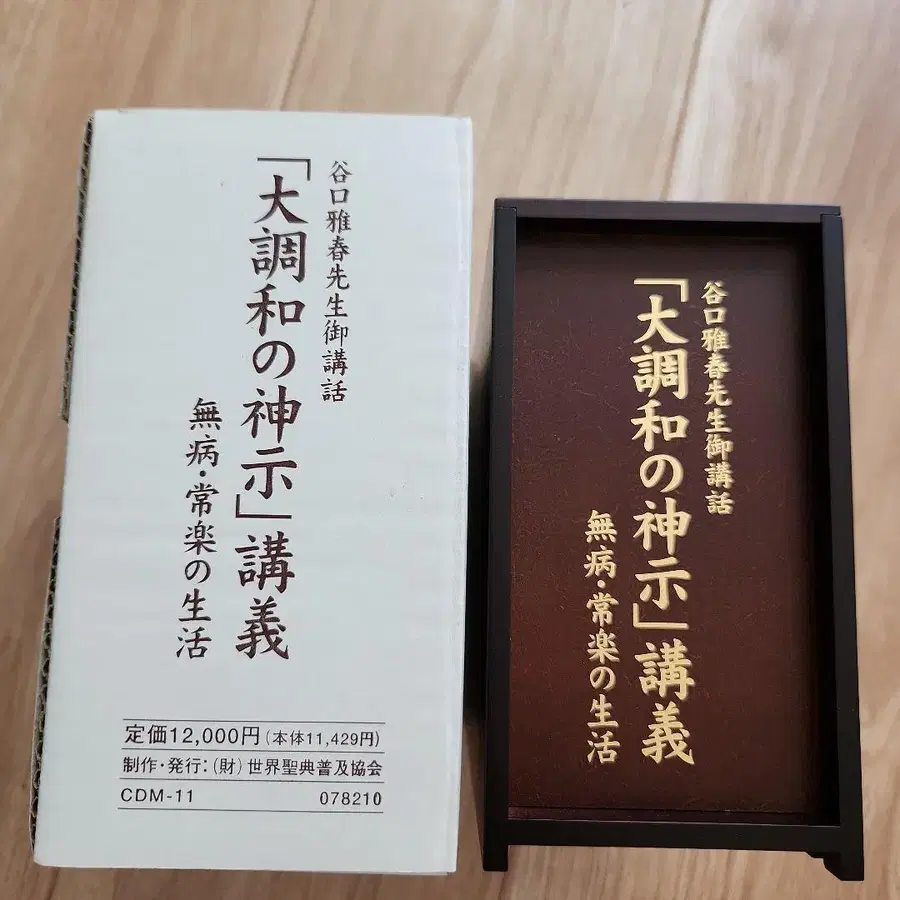 谷口雅春先生御講話
「大調和の神示」講義
無病・常楽の生活
定価12,000円(本体11,429円)
制作・発行:(財)世界聖典普及協会
CDM-11 078210
谷口雅春先生御講話
「大調和の神示」講義
無病・常楽の生活